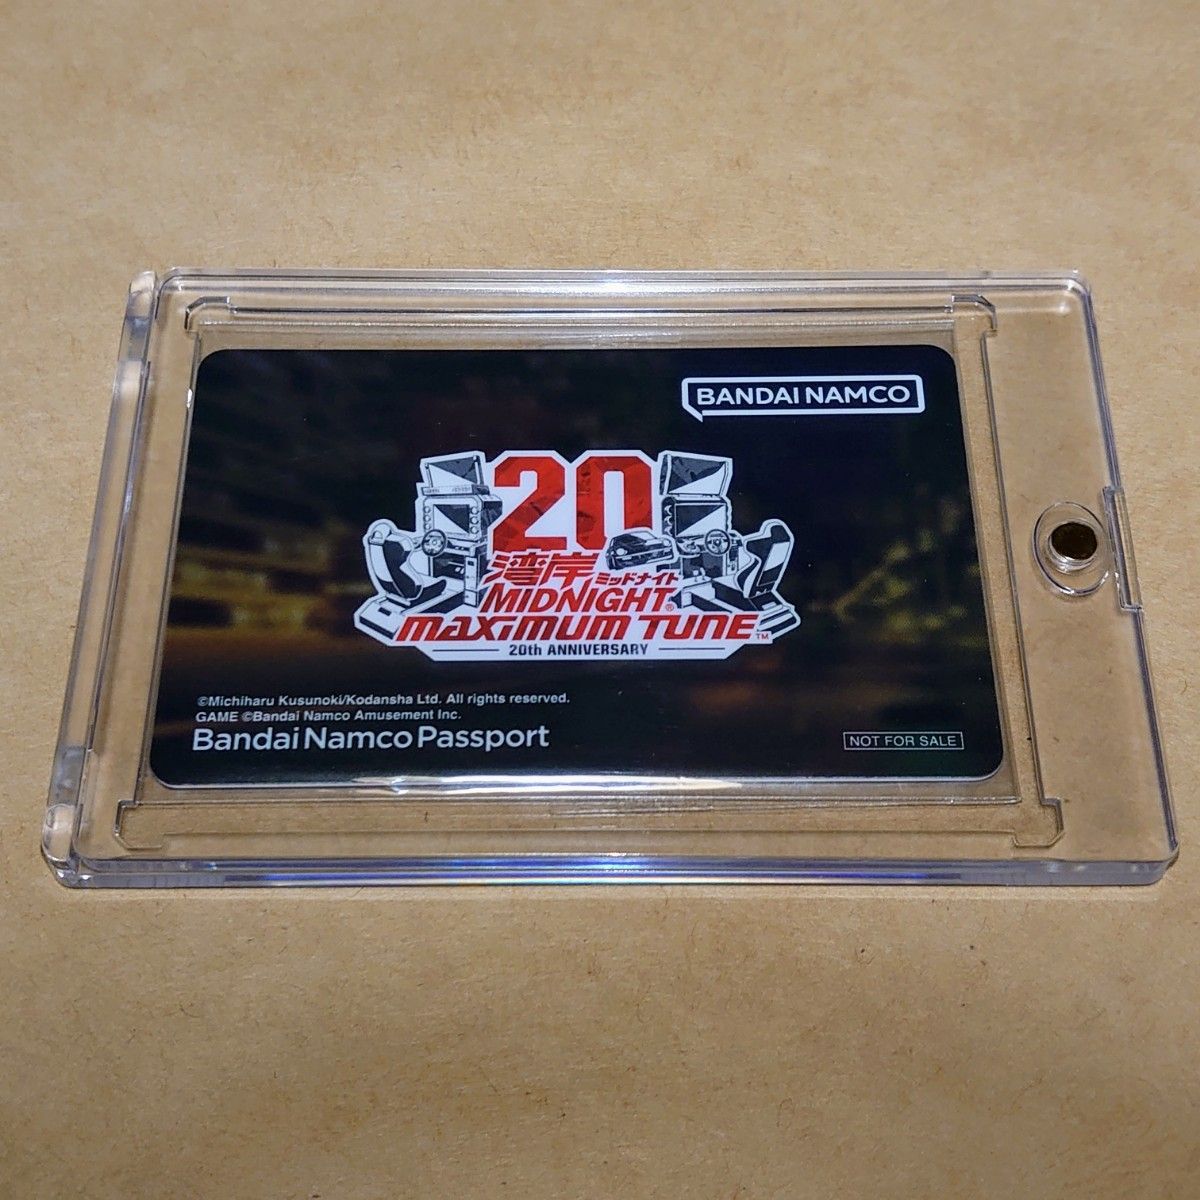 BANDAI NAMCO
20
湾岸 ミッドナイト
MIDNIGHT®
MAXIMUM TUNE™
20th ANNIVERSARY
©Michiharu Kusunoki/Kodansha Ltd. All rights reserved.
GAME ©Bandai Namco Amusement Inc.
Bandai Namco Passport
NOT FOR SALE